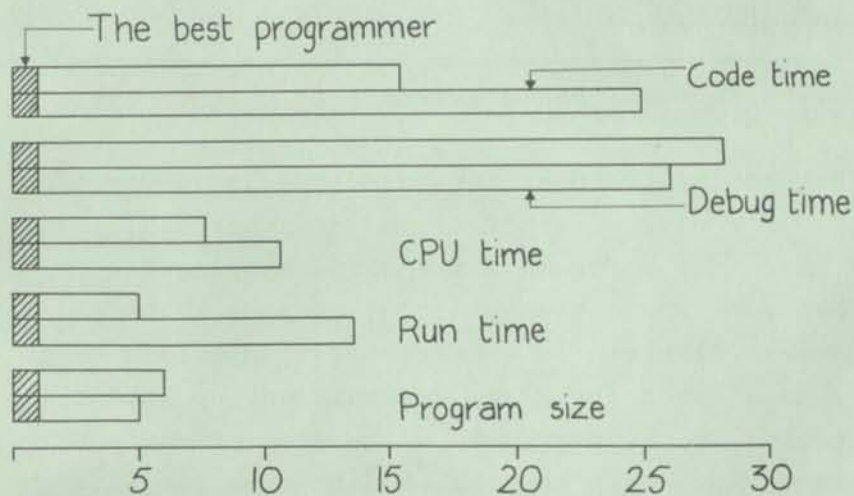 The best programmer
Code time
Debug time
CPU time
Run time
Program size
5 10 15 20 25 30